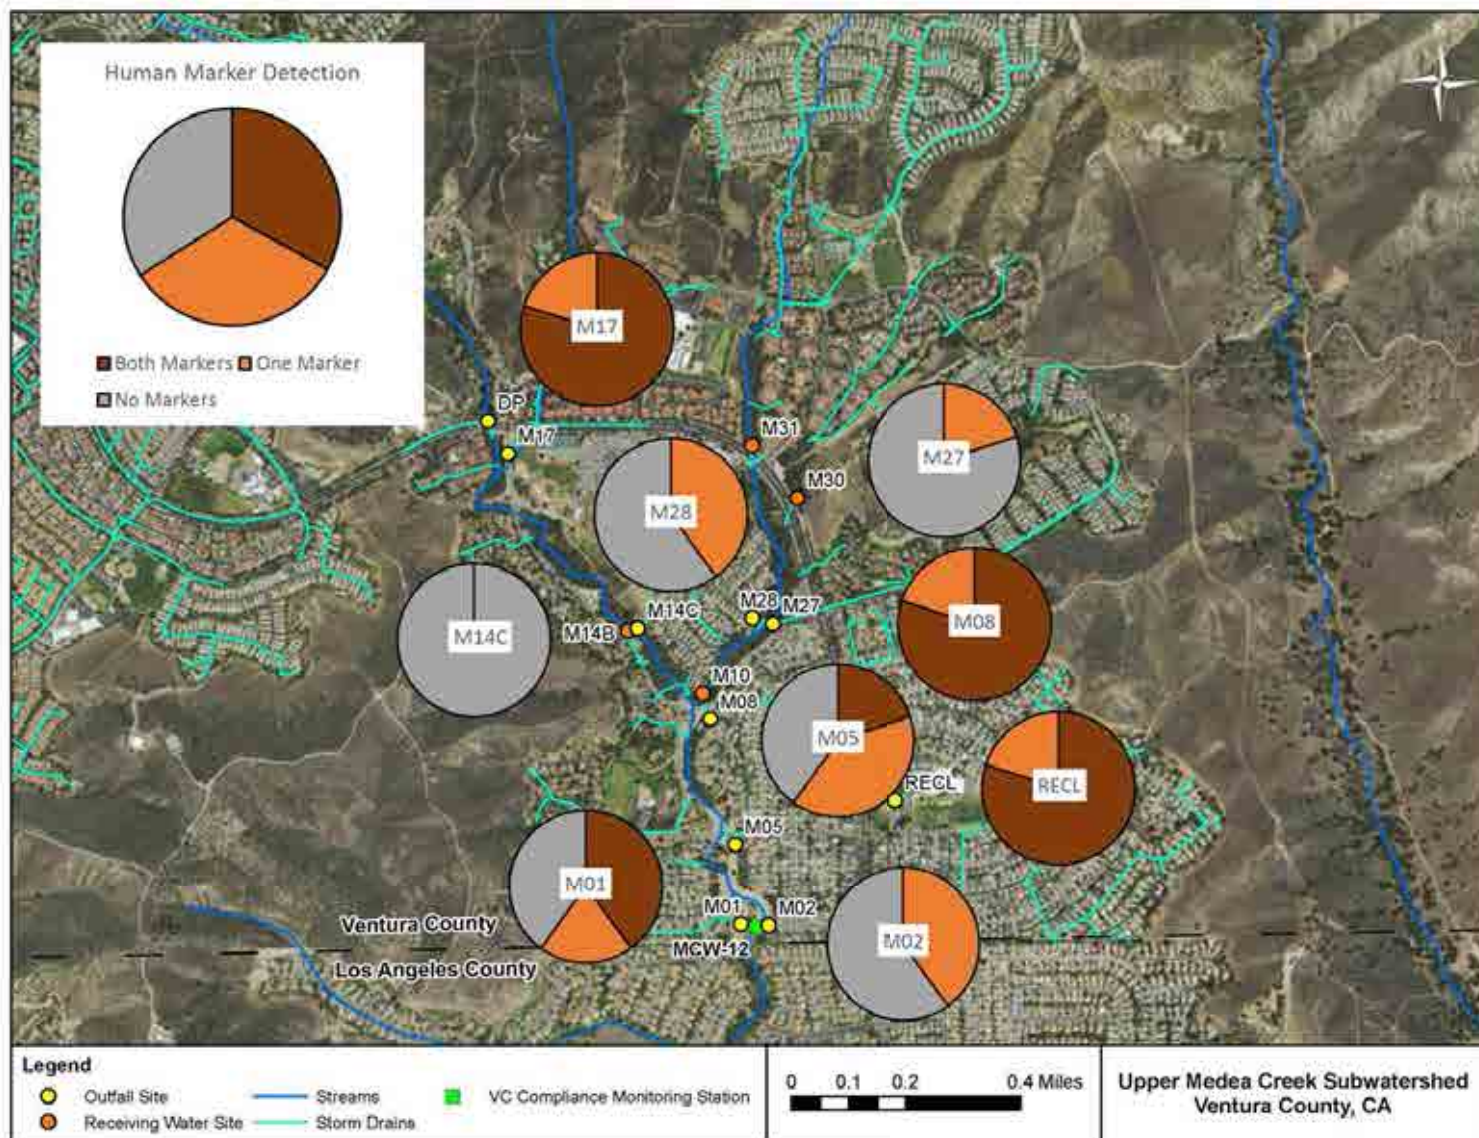 Human Marker Detection
Both Markers One Marker
No Markers
M17
DP
M17
M31
M27
M30
M28
M28
M27
M14C
M14B
M14C
M08
M10
M08
M05
RECL
RECL
M05
M01
M01
M02
M02
MCW-12
Ventura County
Los Angeles County
Legend
Outfall Site
Receiving Water Site
Streams
Storm Drains
VC Compliance Monitoring Station
0 0.1 0.2 0.4 Miles
Upper Medea Creek Subwatershed
Ventura County, CA